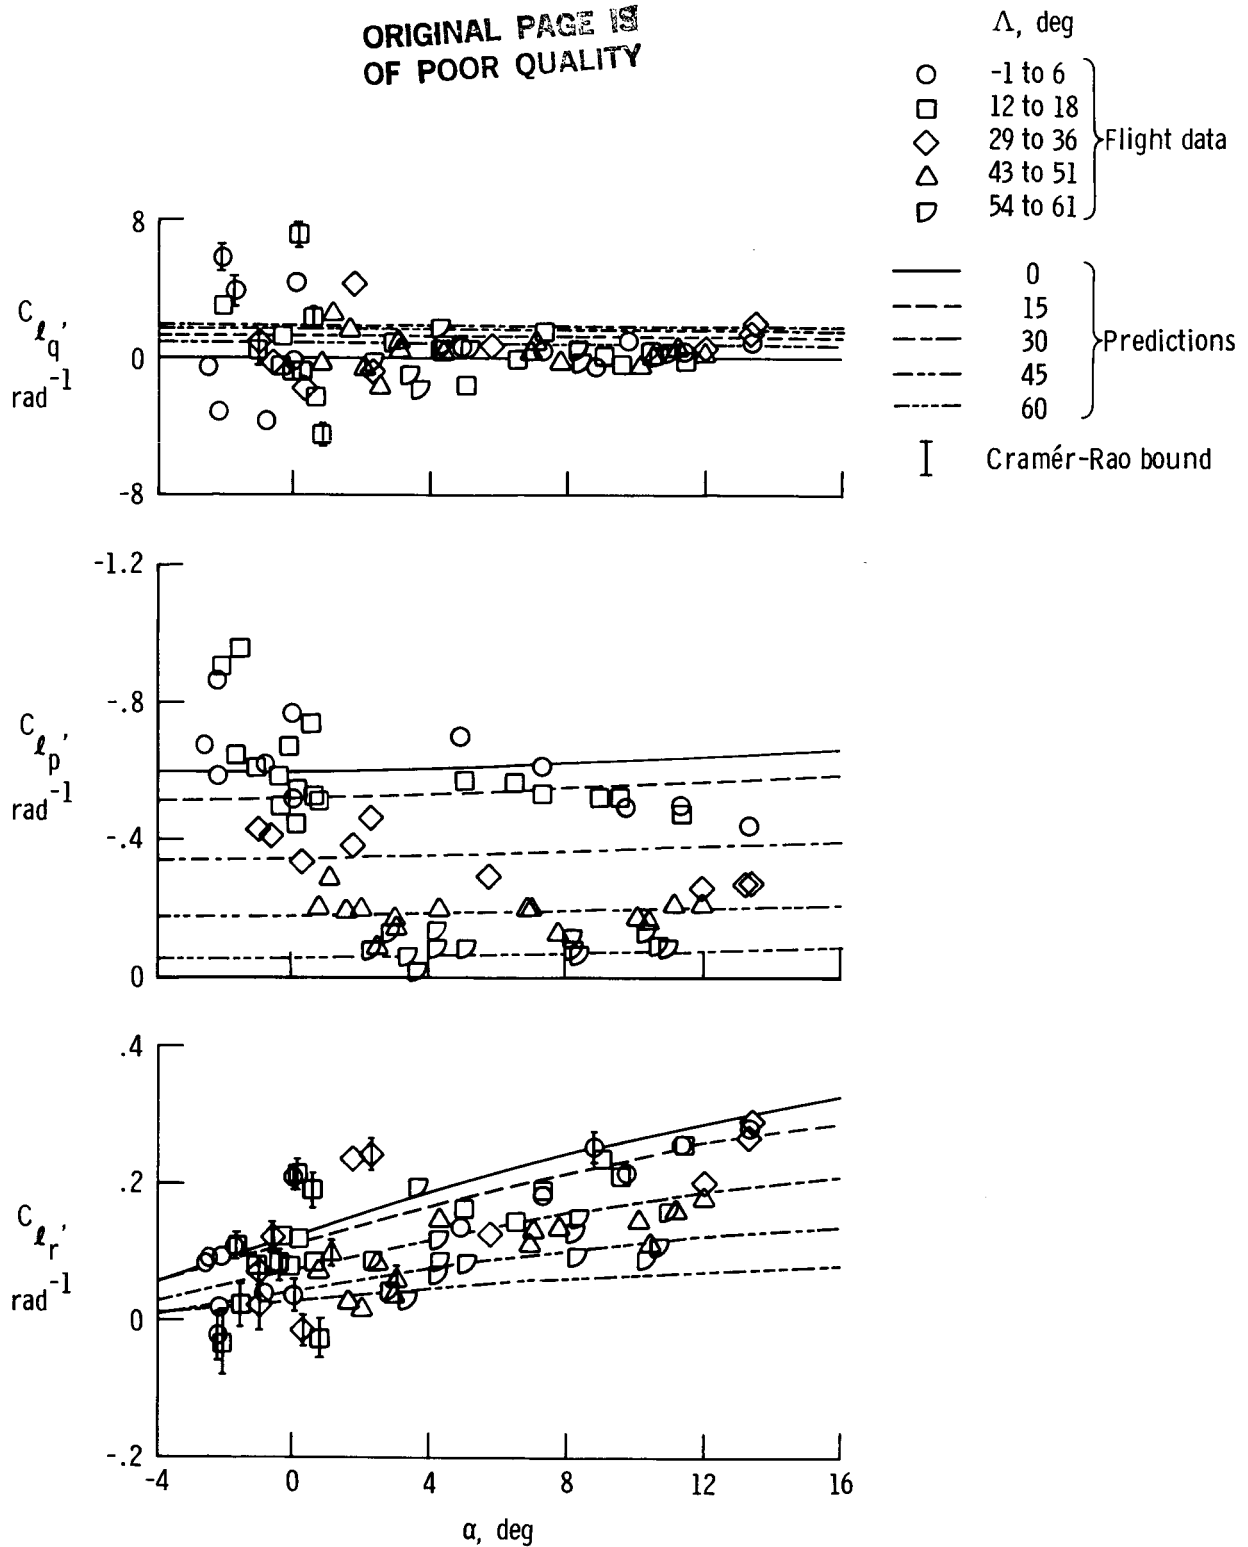 ORIGINAL PAGE IS
OF POOR QUALITY
Λ, deg
-1 to 6
12 to 18
29 to 36
43 to 51
54 to 61
Flight data
0
15
30
45
60
Predictions
Cramér-Rao bound
8
C ℓ q,
rad -1
0
-8
-1.2
-.8
C ℓ p,
rad -1
-.4
0
.4
.2
C ℓ r,
rad -1
0
-.2
-4 0 4 8 12 16
α, deg